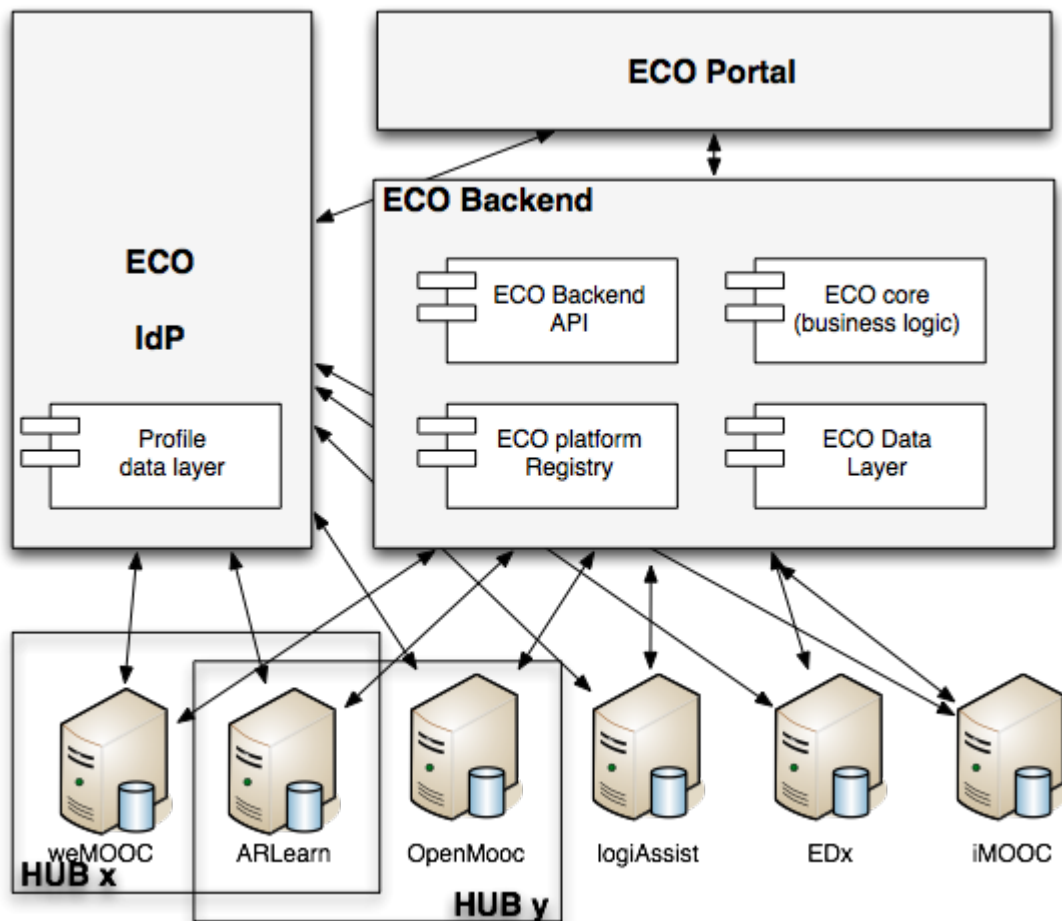 ECO Portal
ECO
IdP
Profile
data layer
ECO Backend
ECO Backend
API
ECO core
(business logic)
ECO platform
Registry
ECO Data
Layer
weMOOC
ARLearn
OpenMooc
logiAssist
EDx
iMOOC
HUB x
HUB y